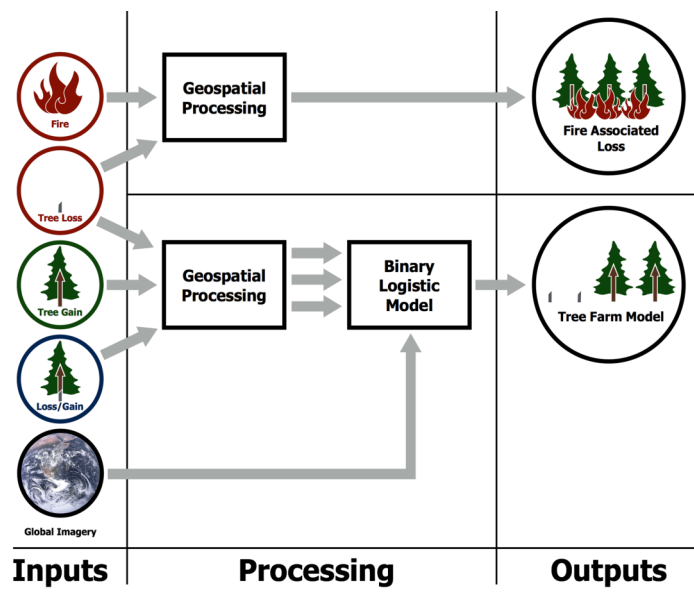 Fire
Geospatial
Processing
Fire Associated
Loss
Tree Loss
Tree Gain
Geospatial
Processing
Binary
Logistic
Model
Tree Farm Model
Loss/Gain
Global Imagery
Inputs
Processing
Outputs